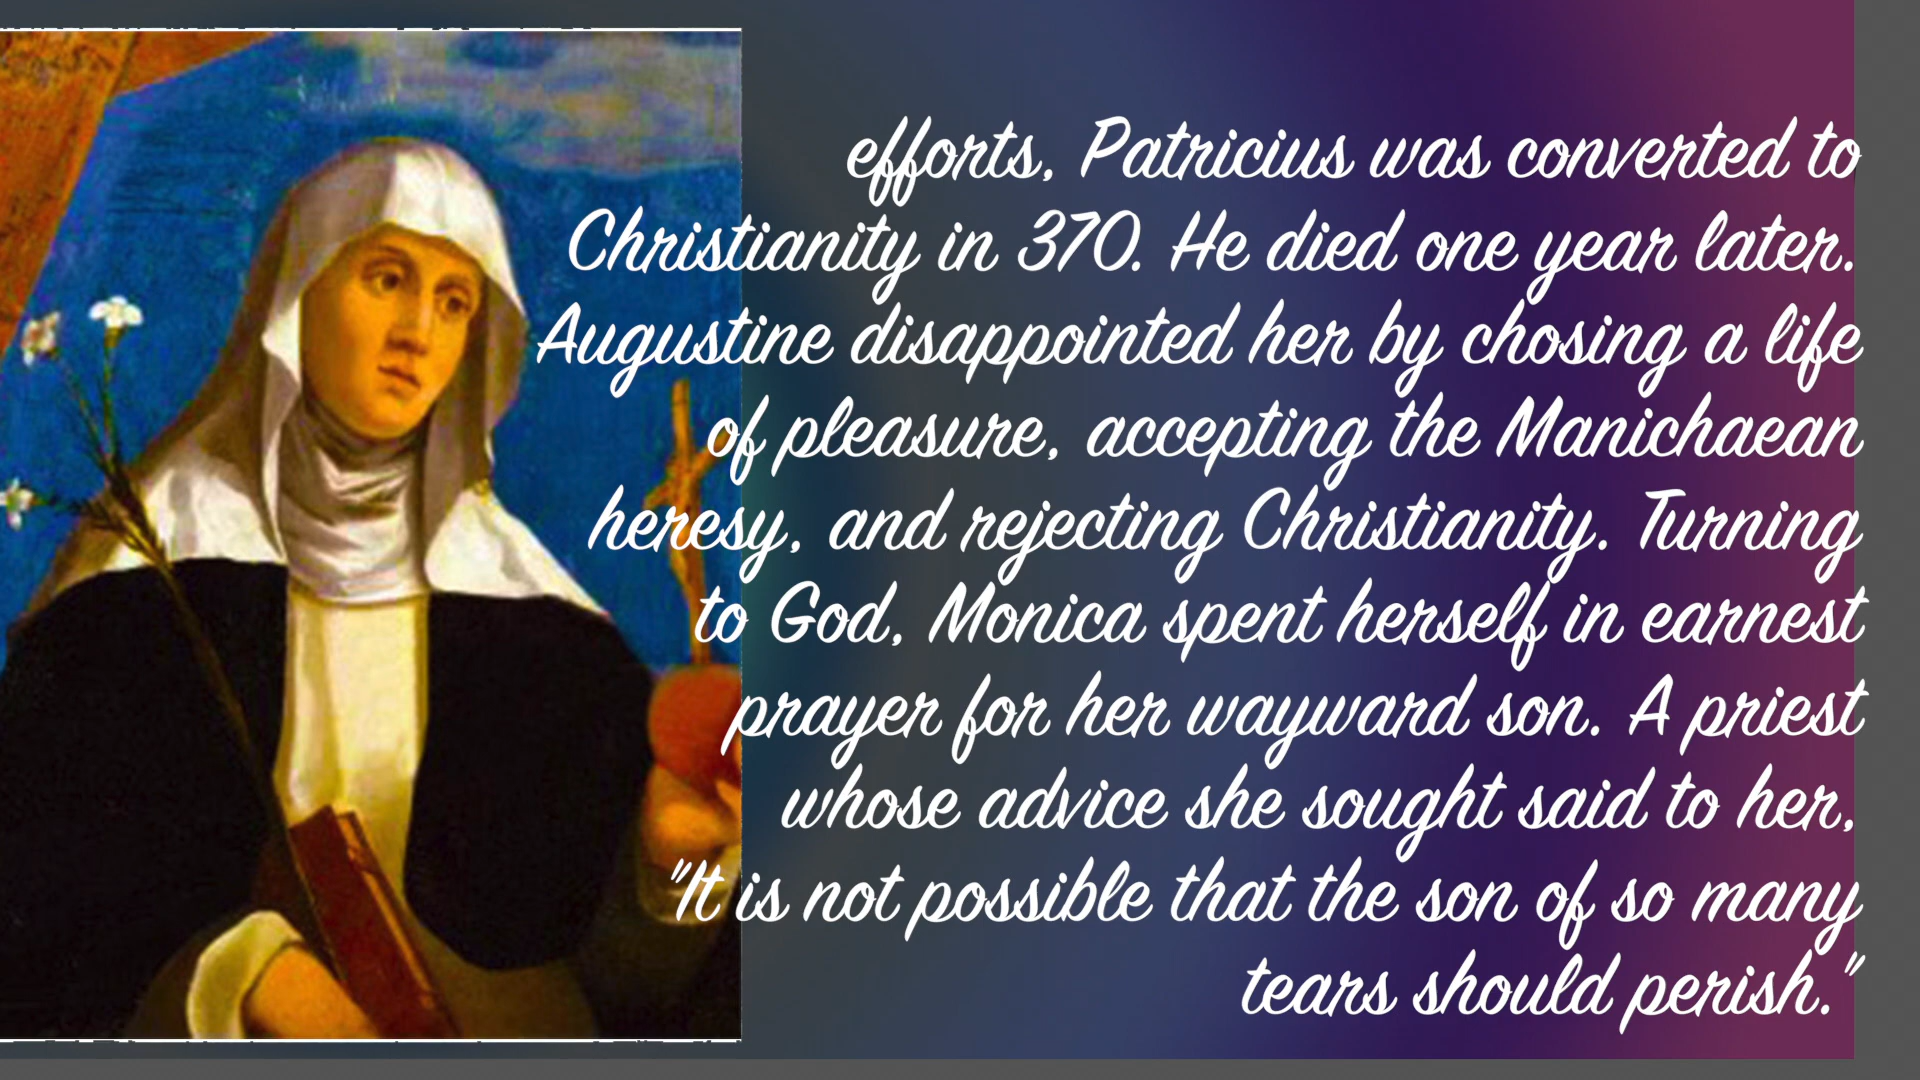 efforts, Patricius was converted to
Christianity in 370. He died one year later.
Augustine disappointed her by chosing a life
of pleasure, accepting the Manichaean
heresy, and rejecting Christianity. Turning
to God, Monica spent herself in earnest
prayer for her wayward son. A priest
whose advice she sought said to her,
"It is not possible that the son of so many
tears should perish."